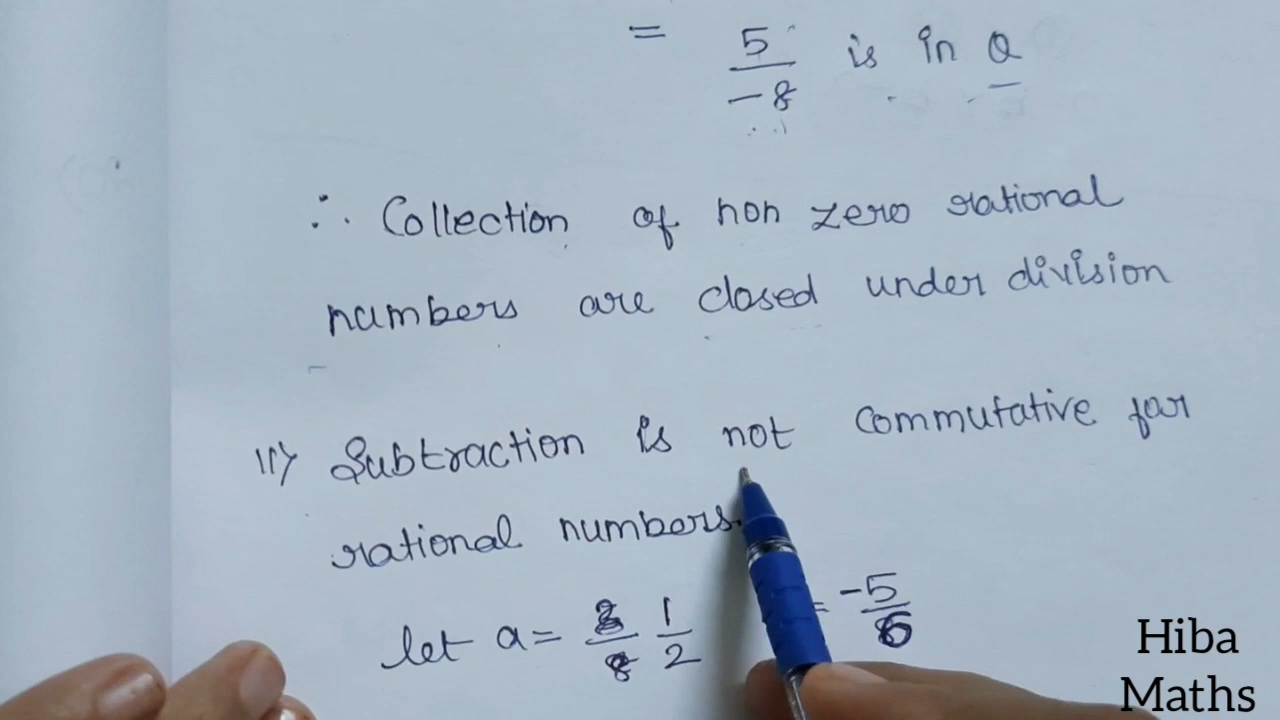 = 5/-8 is in Q
∴ Collection of non zero rational
numbers are closed under division
ii) Subtraction is not commutative for
rational numbers.
let a = 1/2 = -5/6
Hiba
Maths